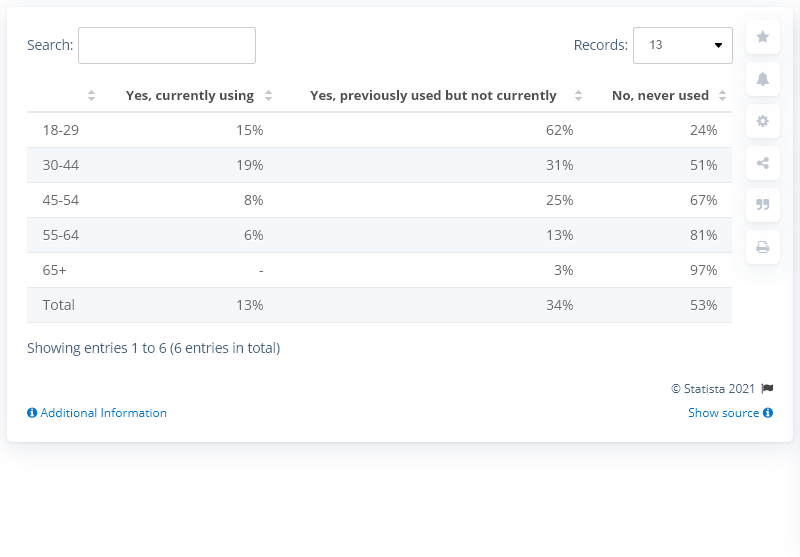 Search: Records: 13
Yes, currently using Yes, previously used but not currently No, never used
18-29 15% 62% 24%
30-44 19% 31% 51%
45-54 8% 25% 67%
55-64 6% 13% 81%
65+ - 3% 97%
Total 13% 34% 53%
Showing entries 1 to 6 (6 entries in total)
© Statista 2021
Additional Information Show source